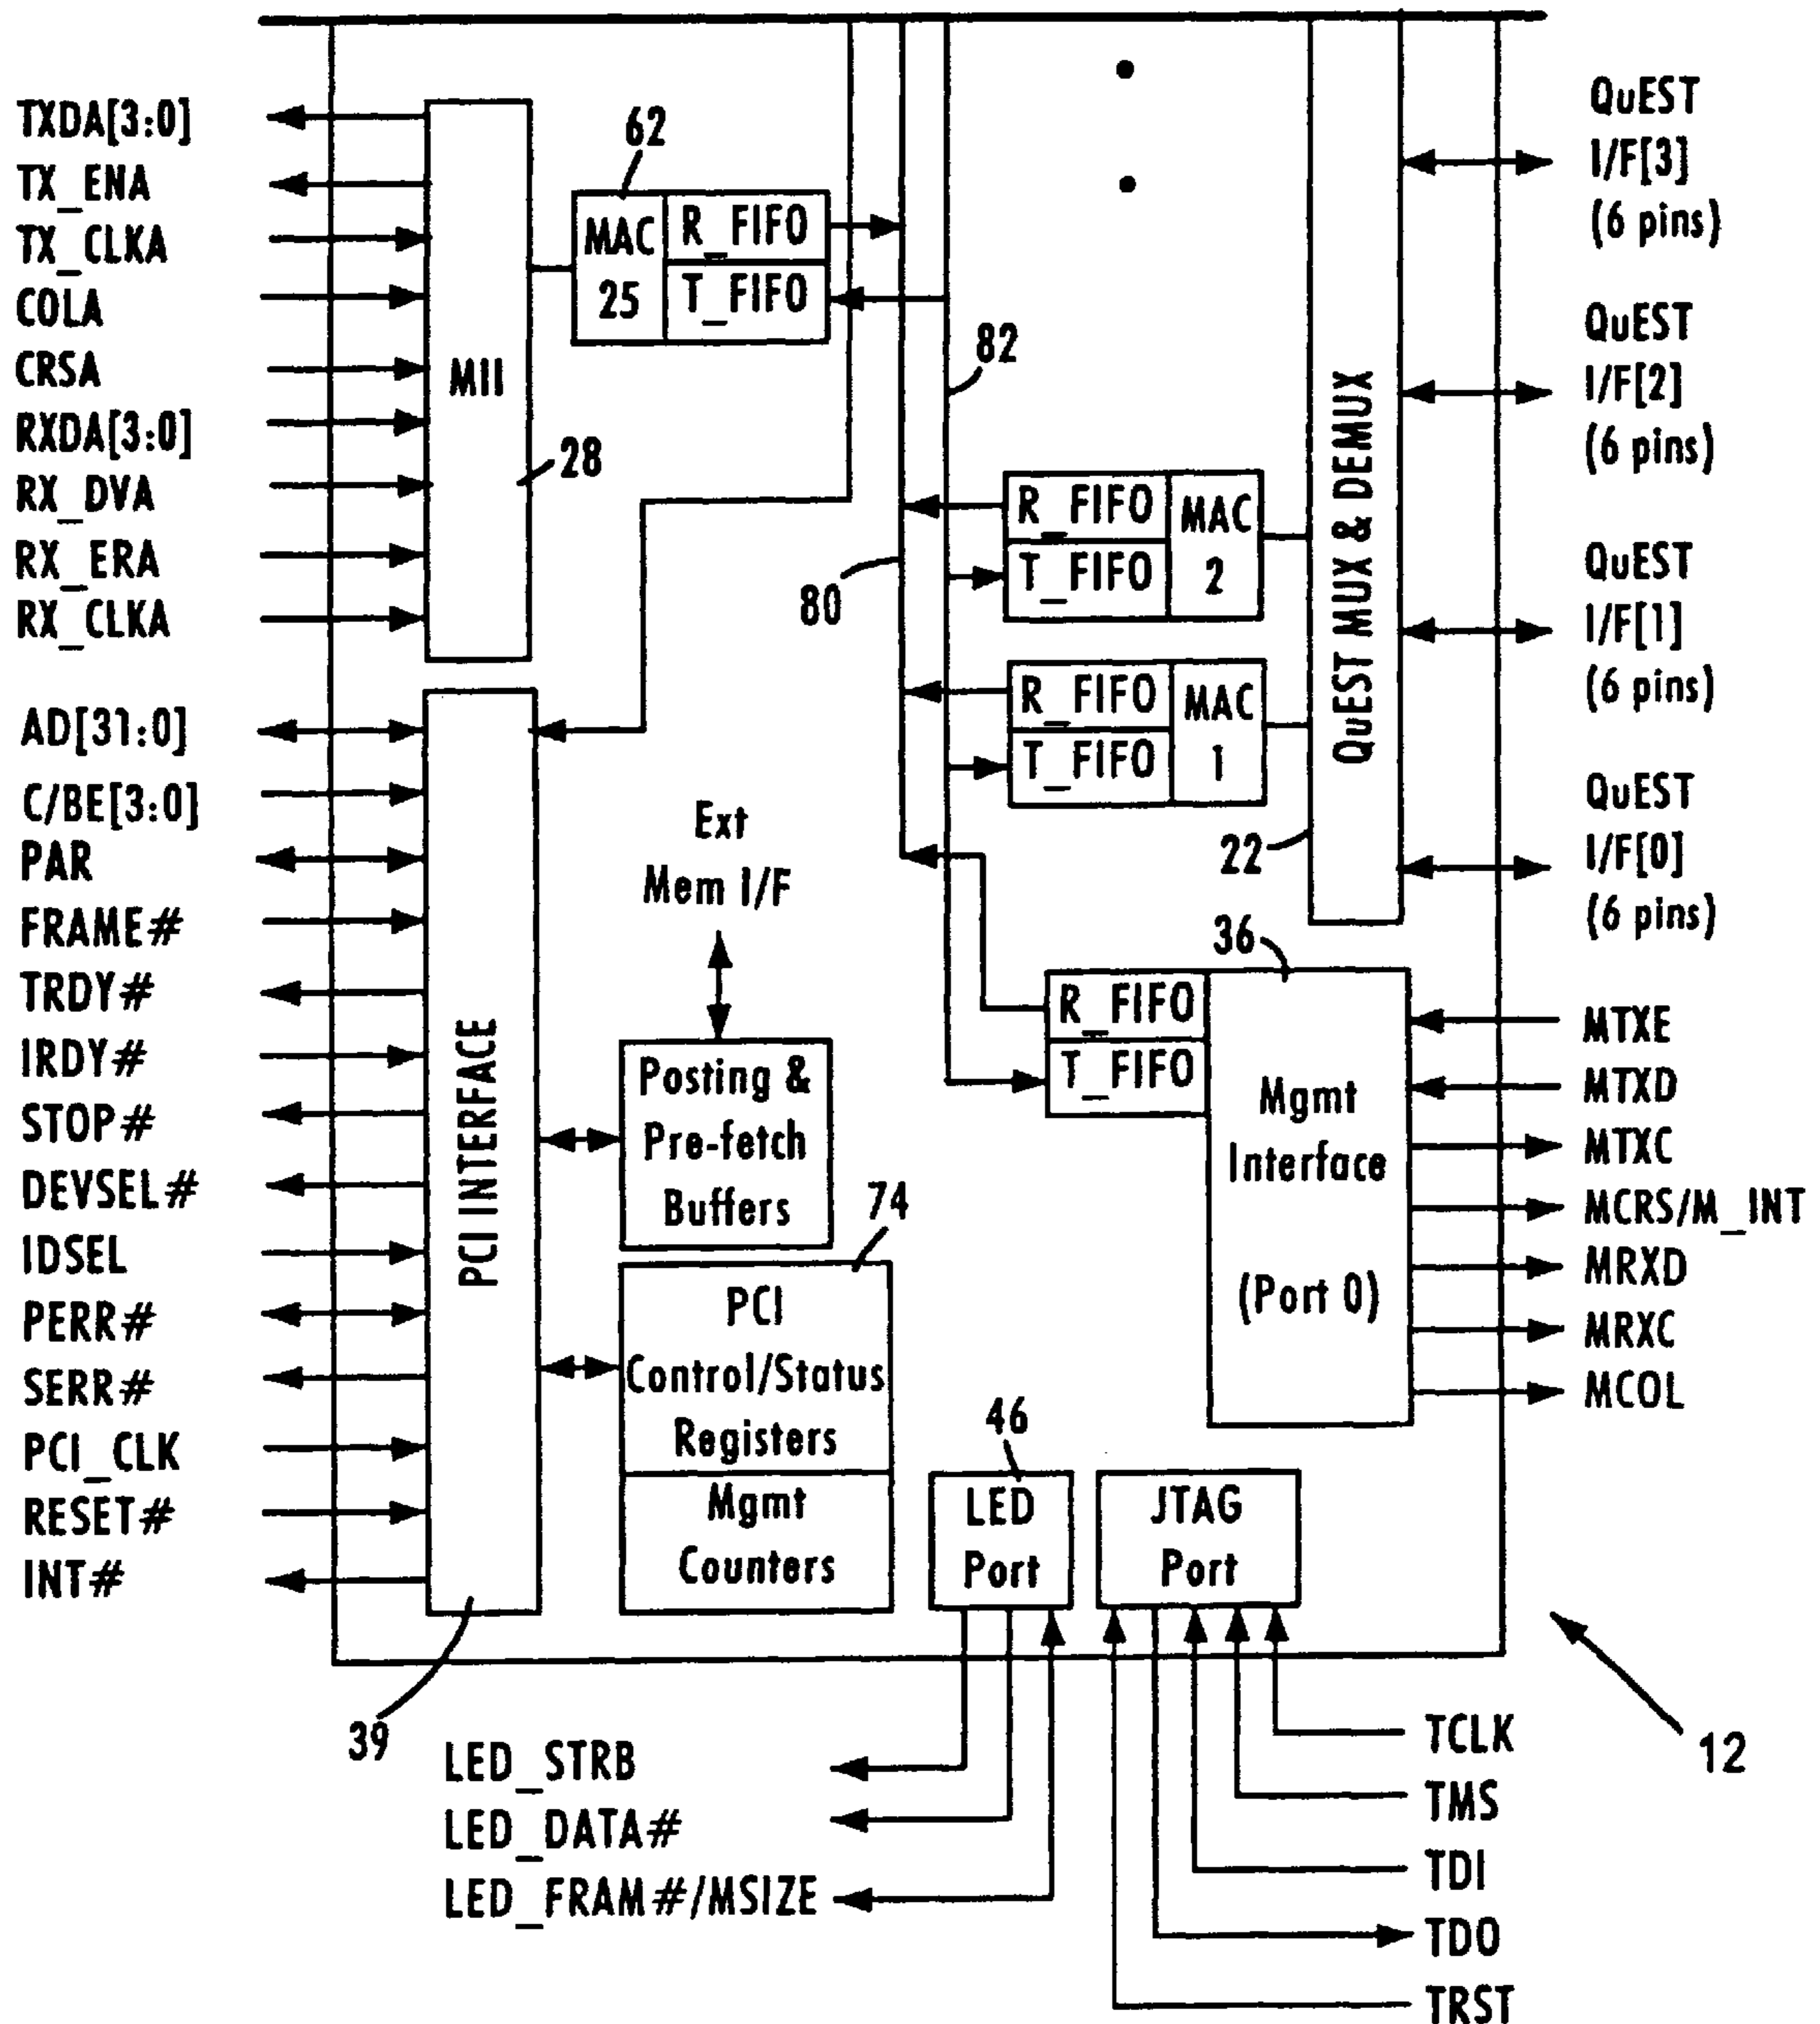 TXDA[3:0]
TX_ENA
TX_CLKA
COLA
CRSA
RXDA[3:0]
RX_DVA
RX_ERA
RX_CLKA
MII
28
62
MAC
25
R_FIFO
T_FIFO
82
80
R_FIFO
T_FIFO
MAC
2
R_FIFO
T_FIFO
MAC
1
QuEST MUX & DEMUX
22
QuEST
I/F[3]
(6 pins)
QuEST
I/F[2]
(6 pins)
QuEST
I/F[1]
(6 pins)
QuEST
I/F[0]
(6 pins)
AD[31:0]
C/BE[3:0]
PAR
FRAME#
TRDY#
IRDY#
STOP#
DEVSEL#
IDSEL
PERR#
SERR#
PCI_CLK
RESET#
INT#
PCI INTERFACE
39
Ext
Mem I/F
Posting &
Pre-fetch
Buffers
74
PCI
Control/Status
Registers
Mgmt
Counters
36
R_FIFO
T_FIFO
Mgmt
Interface
(Port 0)
MTXE
MTXD
MTXC
MCRS/M_INT
MRXD
MRXC
MCOL
46
LED
Port
JTAG
Port
LED_STRB
LED_DATA#
LED_FRAM#/MSIZE
TCLK
TMS
TDI
TDO
TRST
12